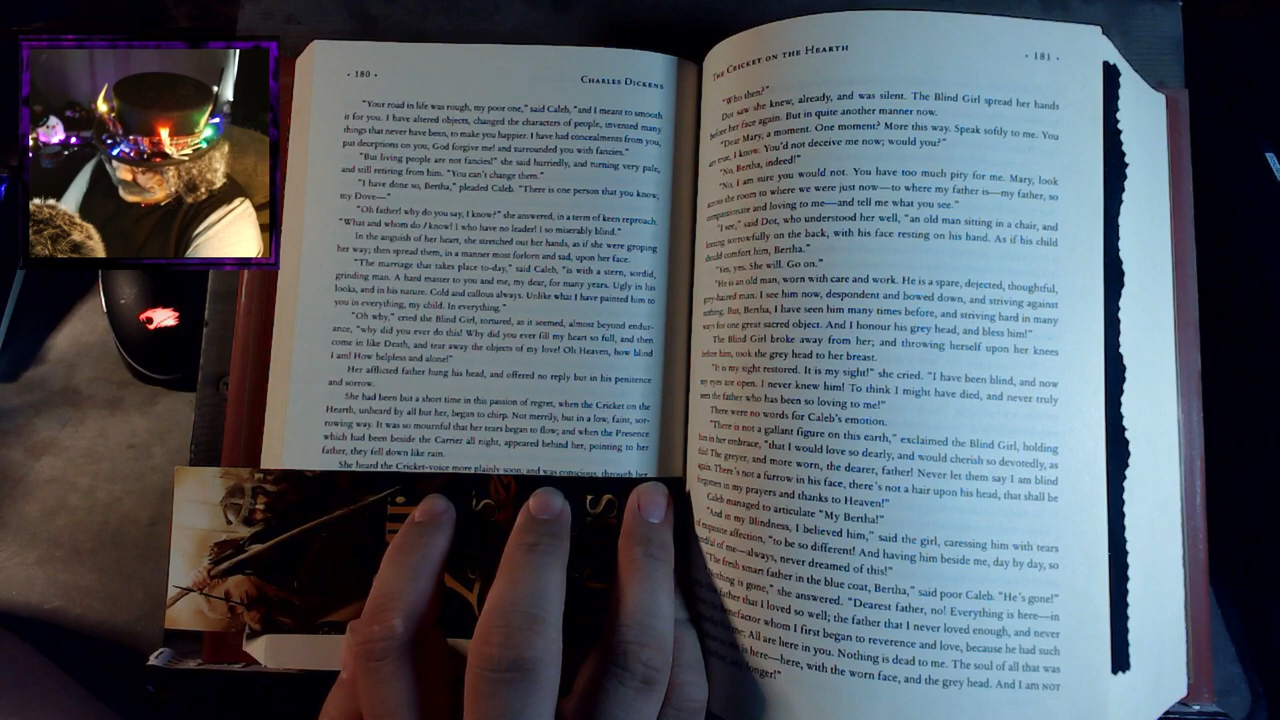 · 180 ·
CHARLES DICKENS
"Your road in life was rough, my poor one," said Caleb, "and I meant to smooth
it for you. I have altered objects, changed the characters of people, invented many
things that never have been, to make you happier. I have had concealments from you,
put deceptions on you, God forgive me! and surrounded you with fancies."
"But living people are not fancies!" she said hurriedly, and turning very pale,
and still retiring from him. "You can't change them."
"I have done so, Bertha," pleaded Caleb. "There is one person that you know,
my Dove—"
"Oh father! why do you say, I know?" she answered, in a term of keen reproach.
"What and whom do I know! I who have no leader! I so miserably blind."
In the anguish of her heart, she stretched out her hands, as if she were groping
her way; then spread them, in a manner most forlorn and sad, upon her face.
"The marriage that takes place to-day," said Caleb, "is with a stern, sordid,
grinding man. A hard master to you and me, my dear, for many years. Ugly in his
looks, and in his nature. Cold and callous always. Unlike what I have painted him to
you in everything, my child. In everything."
"Oh why," cried the Blind Girl, tortured, as it seemed, almost beyond endur-
ance, "why did you ever do this! Why did you ever fill my heart so full, and then
come in like Death, and tear away the objects of my love! Oh Heaven, how blind
I am! How helpless and alone!"
Her afflicted father hung his head, and offered no reply but in his penitence
and sorrow.
She had been but a short time in this passion of regret, when the Cricket on the
Hearth, unheard by all but her, began to chirp. Not merrily, but in a low, faint, sor-
rowing way. It was so mournful that her tears began to flow; and when the Presence
which had been beside the Carrier all night, appeared behind her, pointing to her
father, they fell down like rain.
She heard the Cricket-voice more plainly soon; and was conscious, through her
THE CRICKET ON THE HEARTH
· 181 ·
"Who then?"
Dot saw she knew, already, and was silent. The Blind Girl spread her hands
before her face again. But in quite another manner now.
"Dear Mary, a moment. One moment? More this way. Speak softly to me. You
are true, I know. You'd not deceive me now; would you?"
"No, Bertha, indeed!"
"No, I am sure you would not. You have too much pity for me. Mary, look
across the room to where we were just now—to where my father is—my father, so
compassionate and loving to me—and tell me what you see."
"I see," said Dot, who understood her well, "an old man sitting in a chair, and
leaning sorrowfully on the back, with his face resting on his hand. As if his child
should comfort him, Bertha."
"Yes, yes. She will. Go on."
"He is an old man, worn with care and work. He is a spare, dejected, thoughtful,
grey-haired man. I see him now, despondent and bowed down, and striving against
nothing. But, Bertha, I have seen him many times before, and striving hard in many
ways for one great sacred object. And I honour his grey head, and bless him!"
The Blind Girl broke away from her; and throwing herself upon her knees
before him, took the grey head to her breast.
"It is my sight restored. It is my sight!" she cried. "I have been blind, and now
my eyes are open. I never knew him! To think I might have died, and never truly
seen the father who has been so loving to me!"
There were no words for Caleb's emotion.
"There is not a gallant figure on this earth," exclaimed the Blind Girl, holding
him in her embrace, "that I would love so dearly, and would cherish so devotedly, as
this! The greyer, and more worn, the dearer, father! Never let them say I am blind
again. There's not a furrow in his face, there's not a hair upon his head, that shall be
forgotten in my prayers and thanks to Heaven!"
Caleb managed to articulate "My Bertha!"
"And in my Blindness, I believed him," said the girl, caressing him with tears
of exquisite affection, "to be so different! And having him beside me, day by day, so
mindful of me—always, never dreamed of this!"
"The fresh smart father in the blue coat, Bertha," said poor Caleb. "He's gone!"
"Nothing is gone," she answered. "Dearest father, no! Everything is here—in
father that I loved so well; the father that I never loved enough, and never
benefactor whom I first began to reverence and love, because he had such
me; All are here in you. Nothing is dead to me. The soul of all that was
is here—here, with the worn face, and the grey head. And I am NOT
longer!"